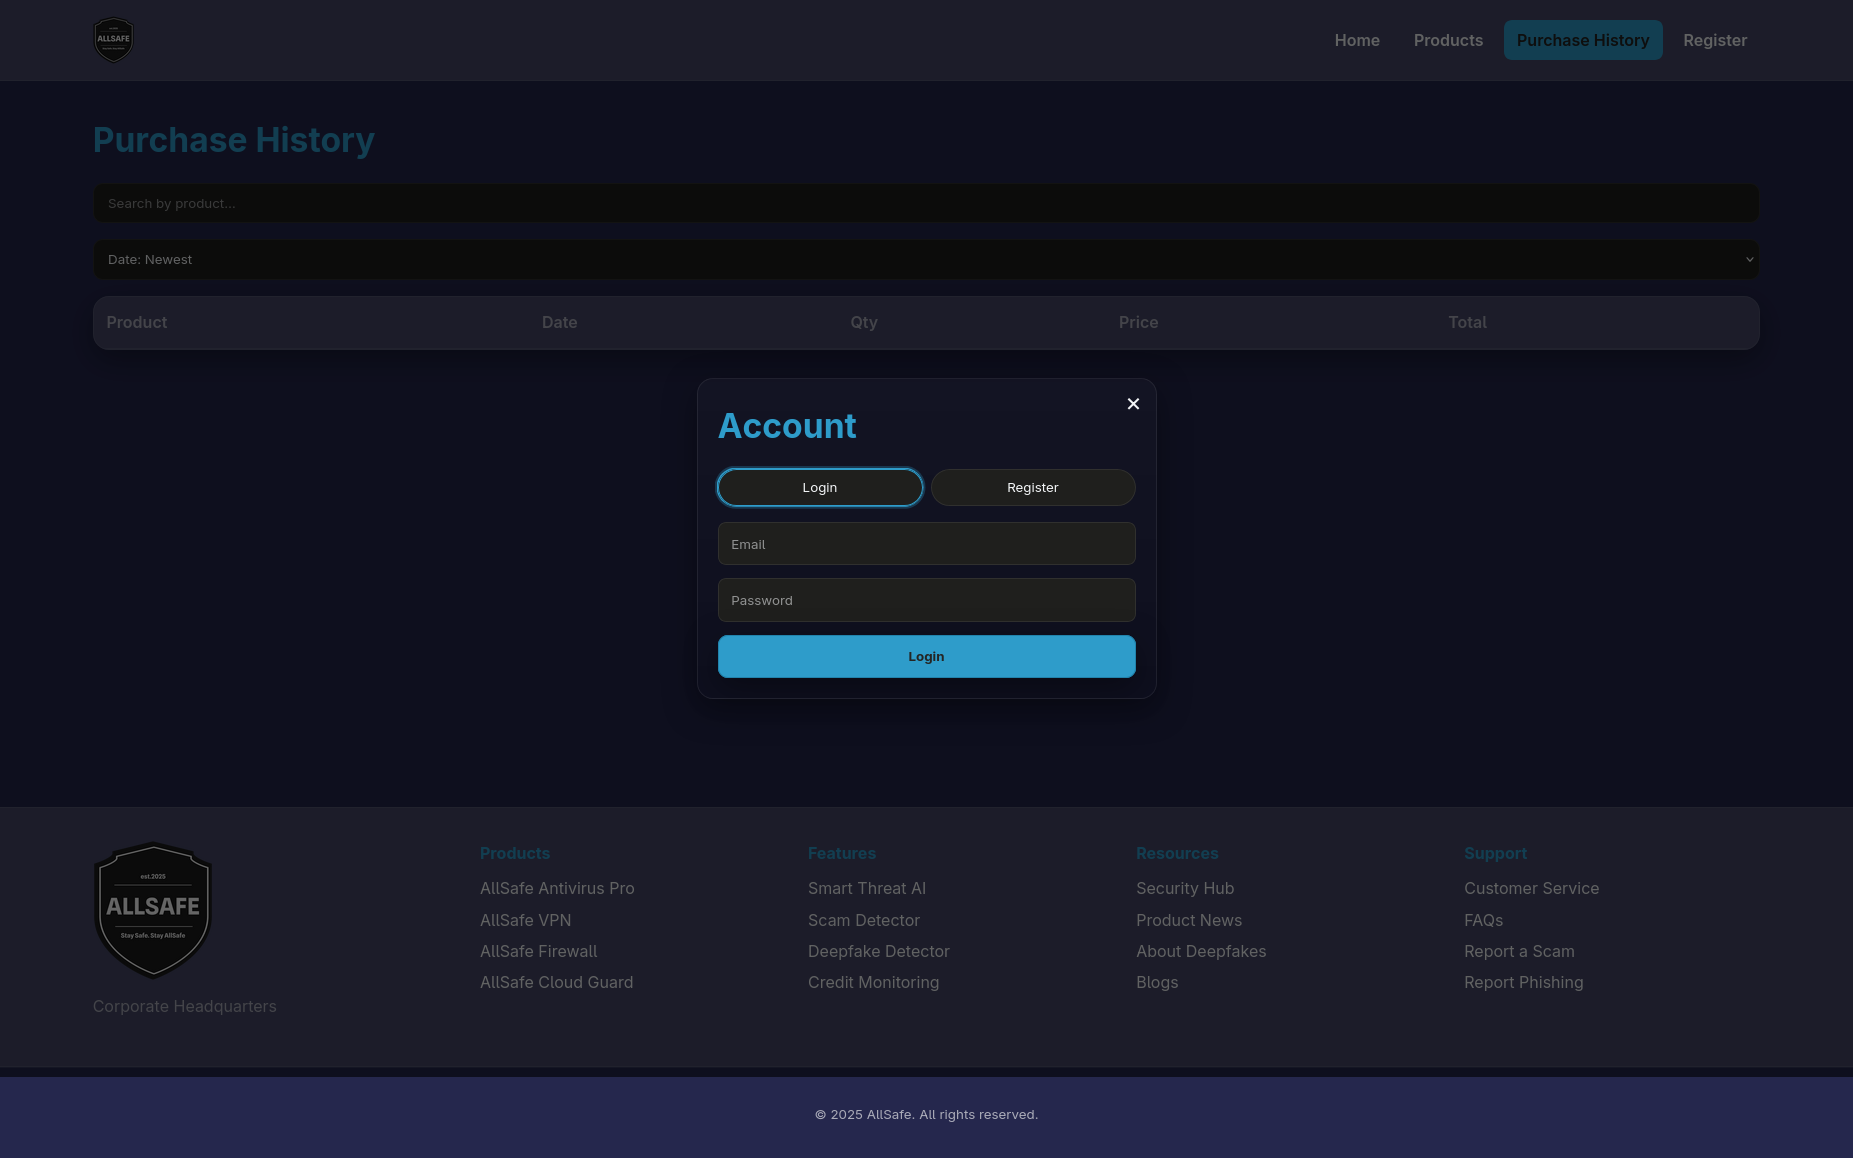 ALLSAFE
Home
Products
Purchase History
Register
Purchase History
Search by product...
Date: Newest
Product
Date
Qty
Price
Total
Account
Login
Register
Email
Password
Login
est.2025
ALLSAFE
Stay Safe. Stay AllSafe
Corporate Headquarters
Products
AllSafe Antivirus Pro
AllSafe VPN
AllSafe Firewall
AllSafe Cloud Guard
Features
Smart Threat AI
Scam Detector
Deepfake Detector
Credit Monitoring
Resources
Security Hub
Product News
About Deepfakes
Blogs
Support
Customer Service
FAQs
Report a Scam
Report Phishing
© 2025 AllSafe. All rights reserved.